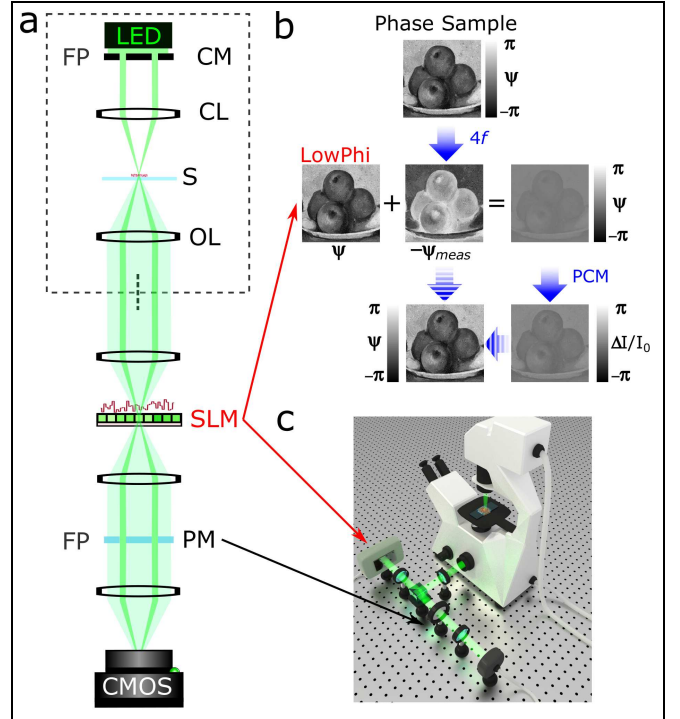 a
LED
FP
CM
CL
S
OL
SLM
FP
PM
CMOS
b
Phase Sample
π
ψ
–π
4f
LowPhi
+
=
π
ψ
–π
ψ
–ψmeas
PCM
π
ψ
–π
π
ΔI/I0
–π
c